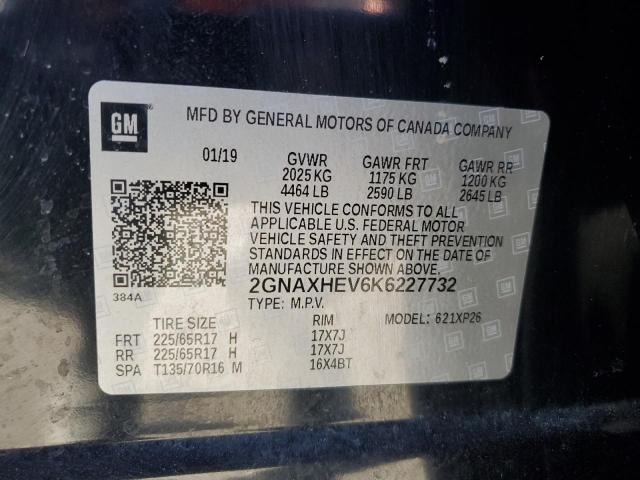 GM
MFD BY GENERAL MOTORS OF CANADA COMPANY
01/19 GVWR GAWR FRT GAWR RR
2025 KG 1175 KG 1200 KG
4464 LB 2590 LB 2645 LB
THIS VEHICLE CONFORMS TO ALL
APPLICABLE U.S. FEDERAL MOTOR
VEHICLE SAFETY AND THEFT PREVENTION
STANDARDS IN EFFECT ON THE DATE OF
MANUFACTURE SHOWN ABOVE.
384A 2GNAXHEV6K6227732
TYPE: M.P.V. MODEL: 621XP26
TIRE SIZE RIM
FRT 225/65R17 H 17X7J
RR 225/65R17 H 17X7J
SPA T135/70R16 M 16X4BT